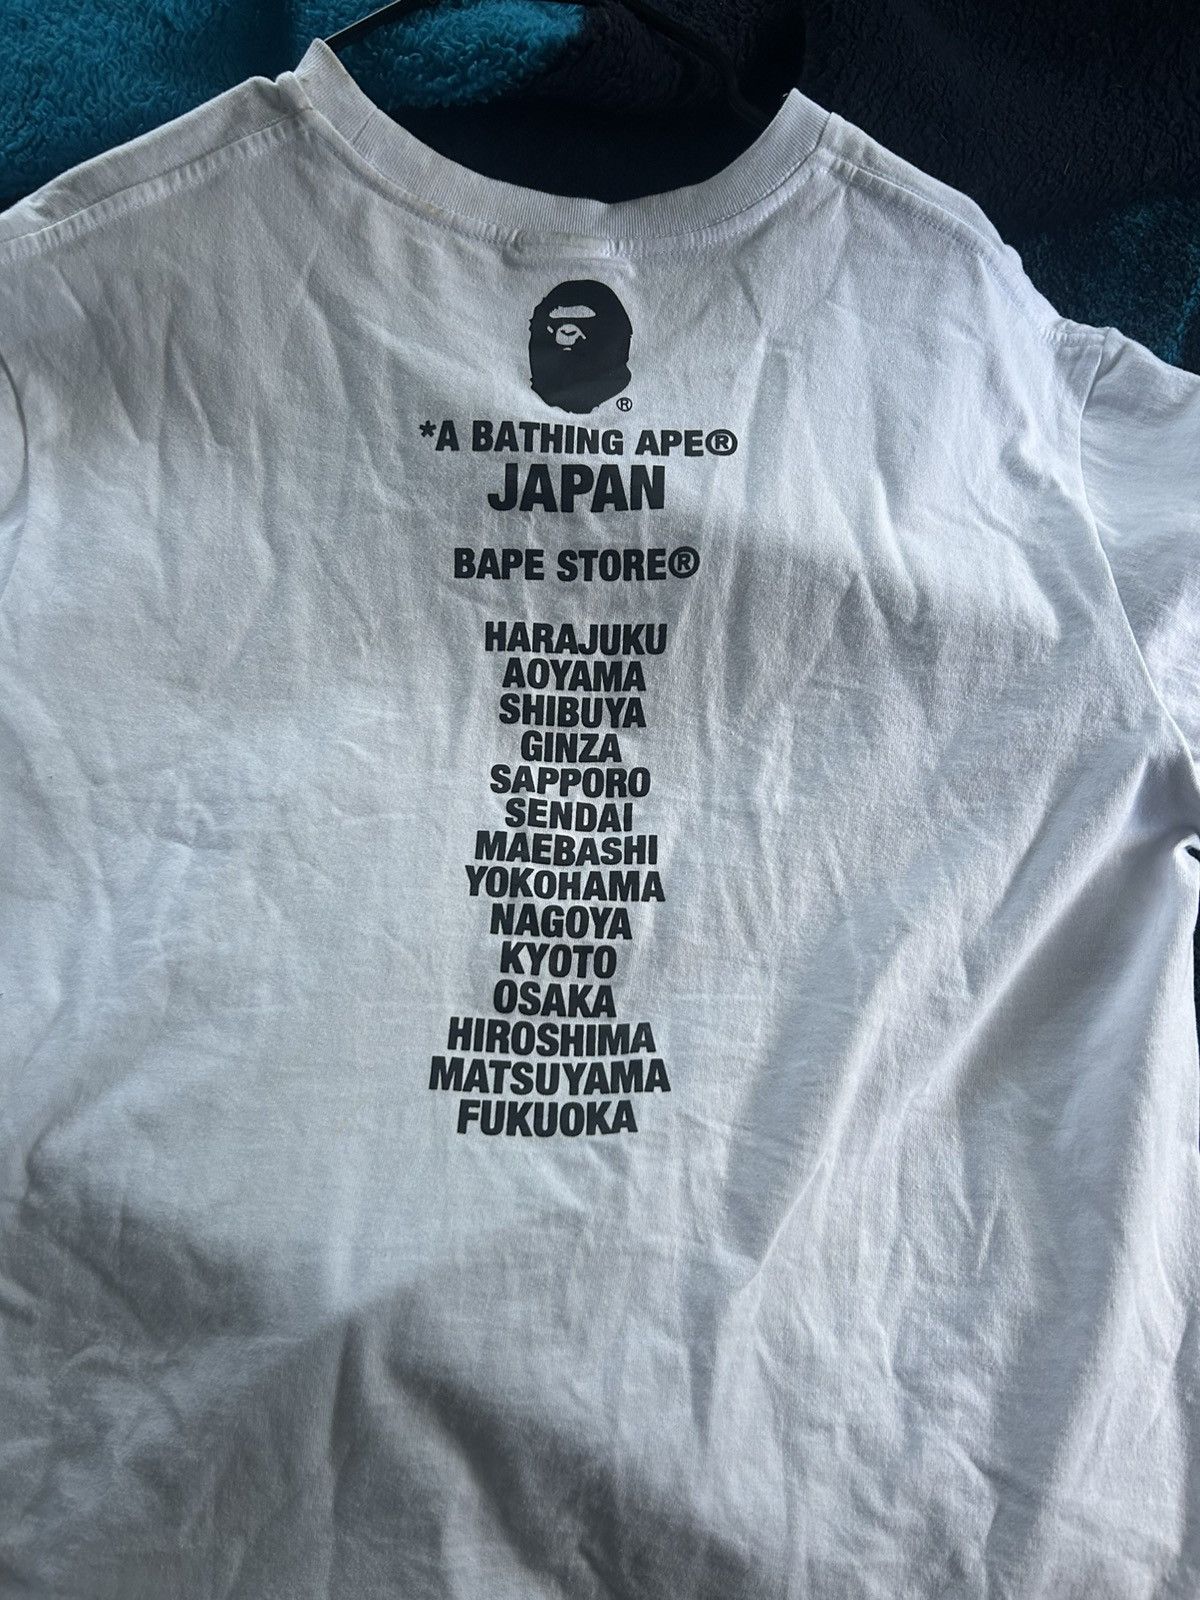 ®
*A BATHING APE®
JAPAN
BAPE STORE®
HARAJUKU
AOYAMA
SHIBUYA
GINZA
SAPPORO
SENDAI
MAEBASHI
YOKOHAMA
NAGOYA
KYOTO
OSAKA
HIROSHIMA
MATSUYAMA
FUKUOKA